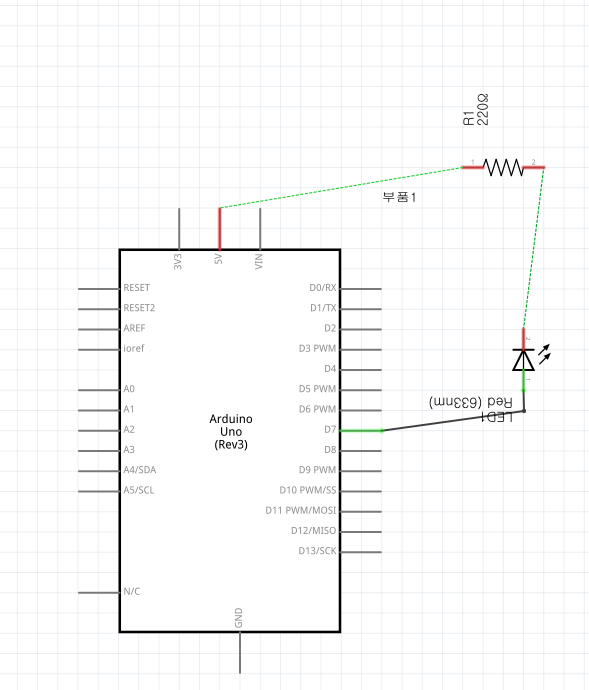 R1
220Ω
1
2
부품1
3V3
5V
VIN
RESET
RESET2
AREF
ioref
A0
A1
A2
A3
A4/SDA
A5/SCL
N/C
D0/RX
D1/TX
D2
D3 PWM
D4
D5 PWM
D6 PWM
D7
D8
D9 PWM
D10 PWM/SS
D11 PWM/MOSI
D12/MISO
D13/SCK
Arduino
Uno
(Rev3)
GND
2
1
LED1
Red (633nm)